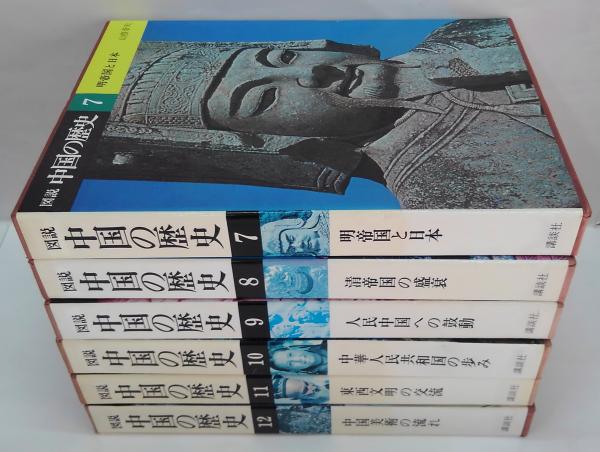 図説 中国の歴史 7 明帝国と日本
図説 中国の歴史 7 明帝国と日本 講談社
図説 中国の歴史 8 清帝国の盛衰 講談社
図説 中国の歴史 9 人民中国への鼓動 講談社
図説 中国の歴史 10 中華人民共和国の歩み 講談社
図説 中国の歴史 11 東西文明の交流 講談社
図説 中国の歴史 12 中国美術の流れ 講談社